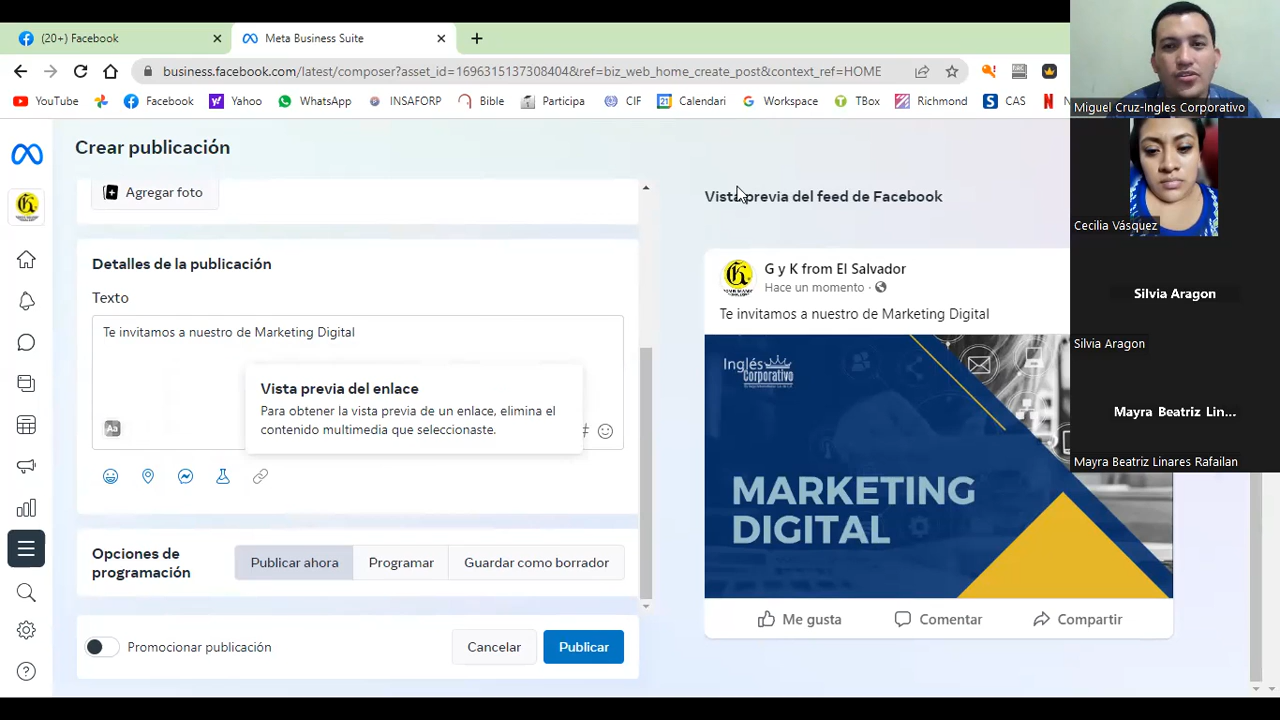 (20+) Facebook
Meta Business Suite
business.facebook.com/latest/composer?asset_id=169816151373084048&ref=biz_web_home_create_post&context_ref=HOME
YouTube
Facebook
Yahoo
WhatsApp
INSAFORP
Bible
Participa
CIF
Calendari
Workspace
TBox
Richmond
CAS
Crear publicación
Agregar foto
Detalles de la publicación
Texto
Te invitamos a nuestro de Marketing Digital
Vista previa del enlace
Para obtener la vista previa de un enlace, elimina el
contenido multimedia que seleccionaste.
Aa
#
Opciones de
programación
Publicar ahora
Programar
Guardar como borrador
Promocionar publicación
Cancelar
Publicar
Vista previa del feed de Facebook
G y K from El Salvador
Hace un momento ·
Te invitamos a nuestro de Marketing Digital
Inglés
Corporativo
MARKETING
DIGITAL
Me gusta
Comentar
Compartir
Miguel Cruz-Ingles Corporativo
Cecilia Vásquez
Silvia Aragon
Silvia Aragon
Mayra Beatriz Lin...
Mayra Beatriz Linares Rafailan